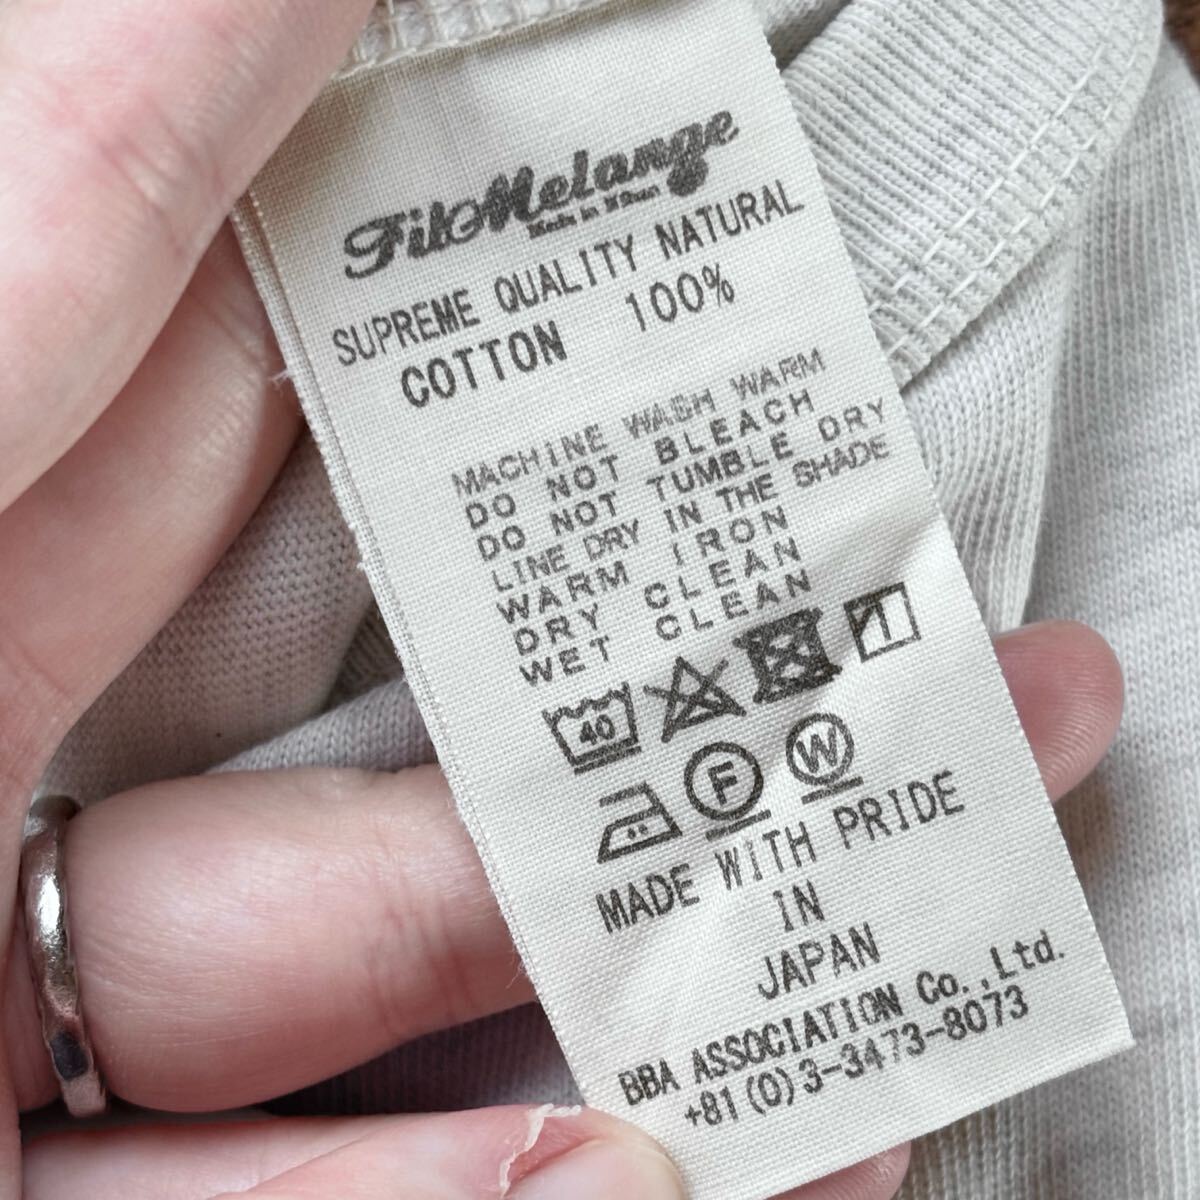 FilMelange
Made in
SUPREME QUALITY NATURAL
COTTON 100%
MACHINE WASH WARM
DO NOT BLEACH
DO NOT TUMBLE DRY
LINE DRY IN THE SHADE
WARM IRON
DRY CLEAN
WET CLEAN
40
F W
MADE WITH PRIDE
IN
JAPAN
BBA ASSOCIATION Co.,Ltd.
+81(0)3-3473-8073